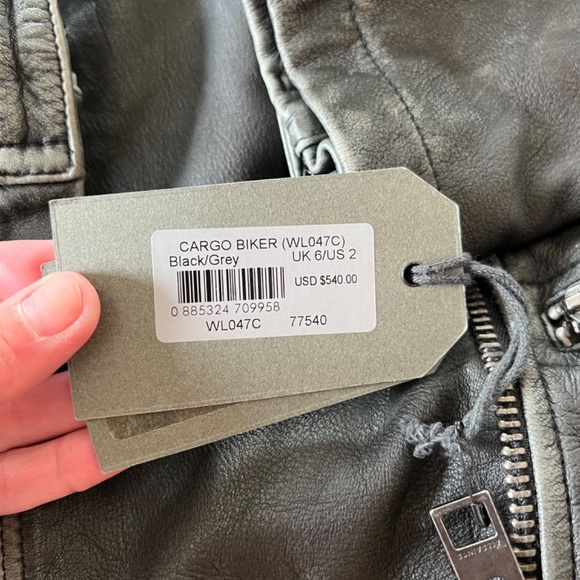 CARGO BIKER (WL047C)
Black/Grey UK 6/US 2
USD $540.00
0 885324 709958
WL047C 77540